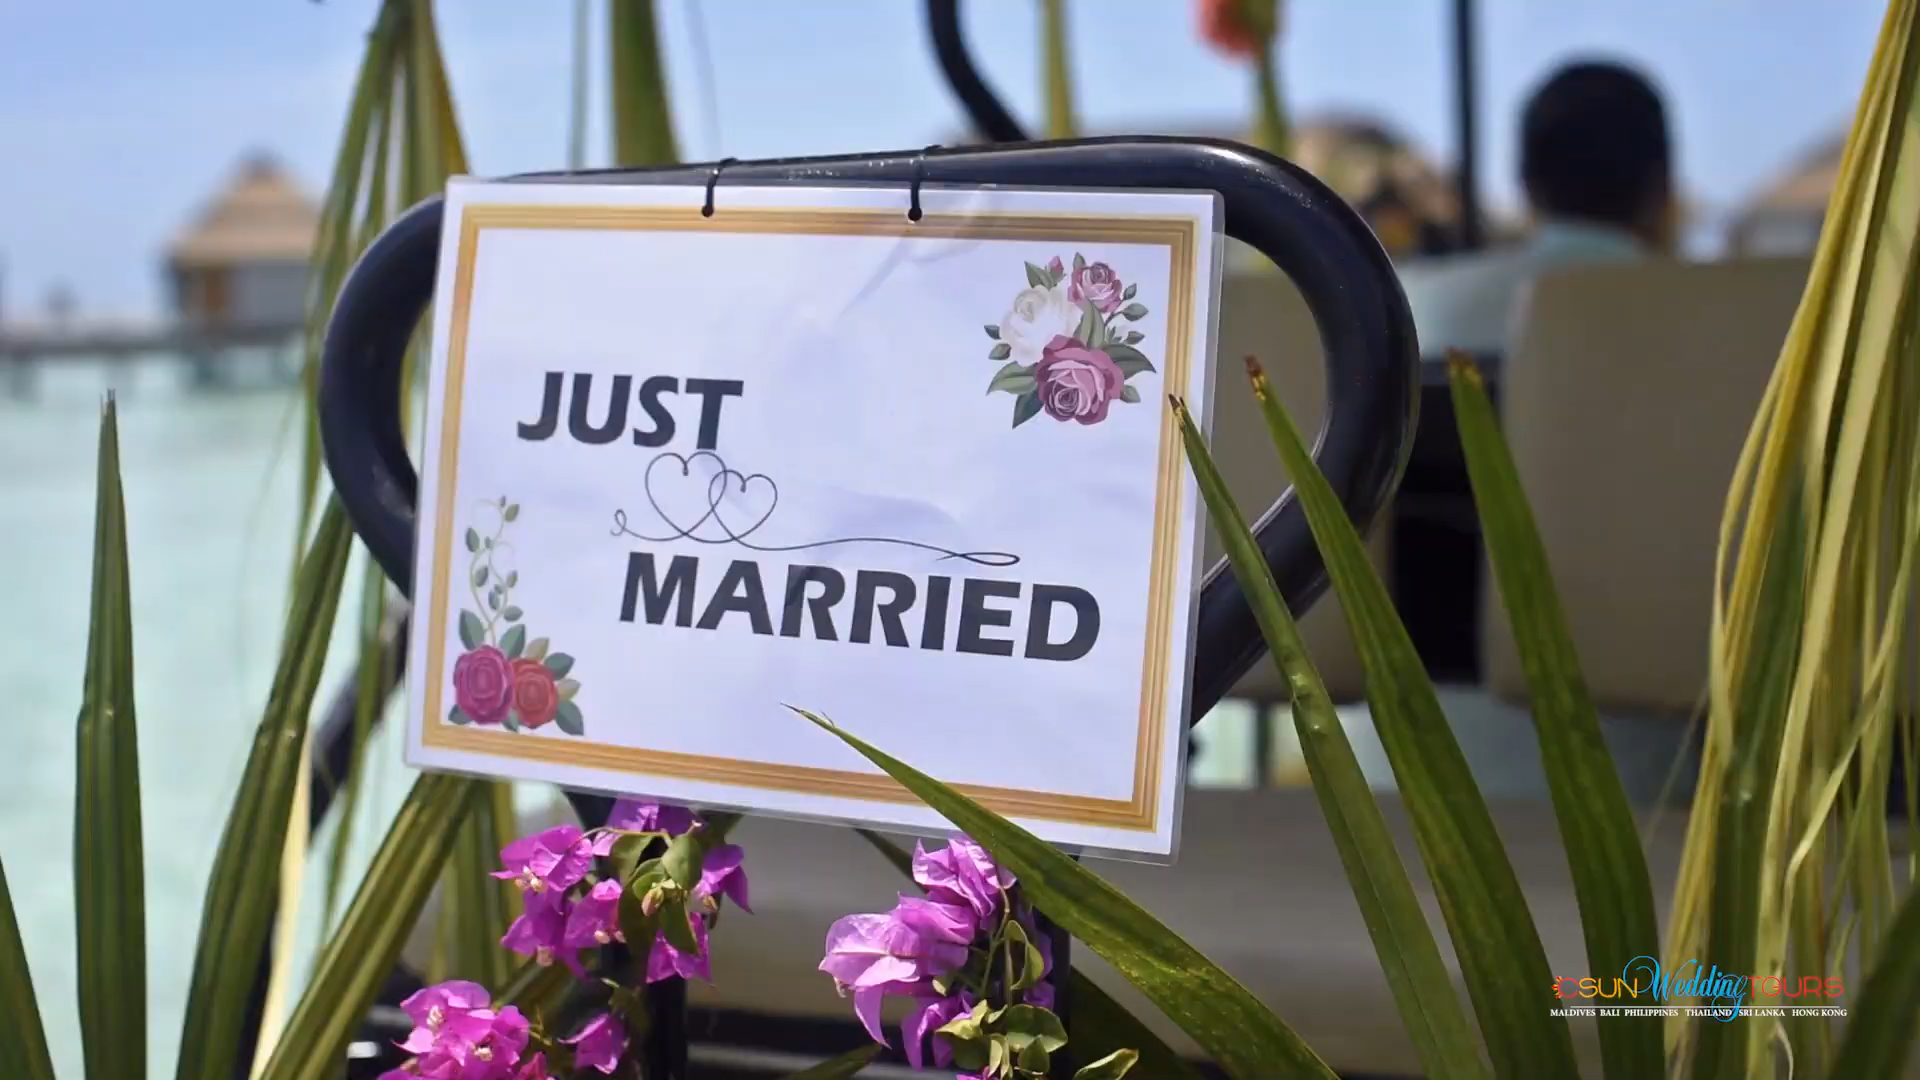 JUST
MARRIED
CSUN Wedding TOURS
MALDIVES BALI PHILIPPINES THAILAND SRI LANKA HONG KONG